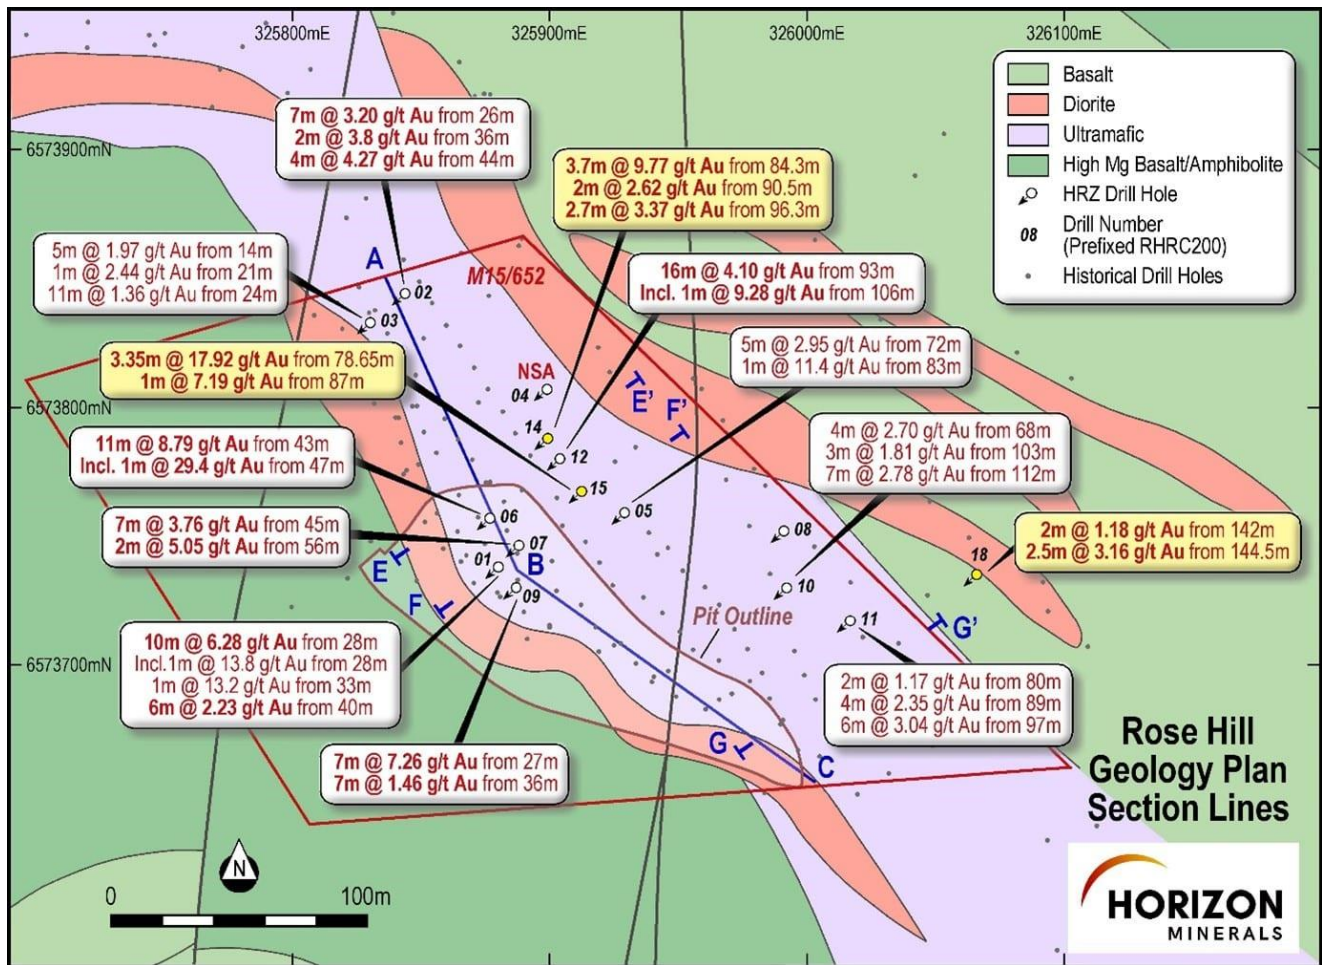 325800mE
325900mE
326000mE
326100mE
6573900mN
6573800mN
6573700mN
Basalt
Diorite
Ultramafic
High Mg Basalt/Amphibolite
HRZ Drill Hole
08
Drill Number
(Prefixed RHRC200)
Historical Drill Holes
7m @ 3.20 g/t Au from 26m
2m @ 3.8 g/t Au from 36m
4m @ 4.27 g/t Au from 44m
3.7m @ 9.77 g/t Au from 84.3m
2m @ 2.62 g/t Au from 90.5m
2.7m @ 3.37 g/t Au from 96.3m
5m @ 1.97 g/t Au from 14m
1m @ 2.44 g/t Au from 21m
11m @ 1.36 g/t Au from 24m
A
02
03
M15/652
16m @ 4.10 g/t Au from 93m
Incl. 1m @ 9.28 g/t Au from 106m
3.35m @ 17.92 g/t Au from 78.65m
1m @ 7.19 g/t Au from 87m
5m @ 2.95 g/t Au from 72m
1m @ 11.4 g/t Au from 83m
NSA
04
14
12
15
05
E'
F'
11m @ 8.79 g/t Au from 43m
Incl. 1m @ 29.4 g/t Au from 47m
4m @ 2.70 g/t Au from 68m
3m @ 1.81 g/t Au from 103m
7m @ 2.78 g/t Au from 112m
7m @ 3.76 g/t Au from 45m
2m @ 5.05 g/t Au from 56m
06
07
01
B
09
E
F
08
10
11
18
2m @ 1.18 g/t Au from 142m
2.5m @ 3.16 g/t Au from 144.5m
Pit Outline
G'
10m @ 6.28 g/t Au from 28m
Incl.1m @ 13.8 g/t Au from 28m
1m @ 13.2 g/t Au from 33m
6m @ 2.23 g/t Au from 40m
2m @ 1.17 g/t Au from 80m
4m @ 2.35 g/t Au from 89m
6m @ 3.04 g/t Au from 97m
7m @ 7.26 g/t Au from 27m
7m @ 1.46 g/t Au from 36m
G
C
Rose Hill
Geology Plan
Section Lines
N
0
100m
HORIZON
MINERALS